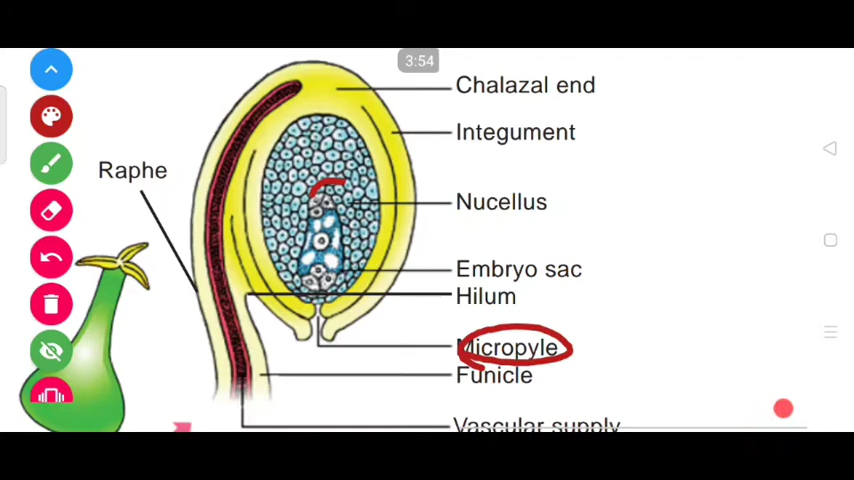 3:54
Chalazal end
Integument
Raphe
Nucellus
Embryo sac
Hilum
Micropyle
Funicle
Vascular supply